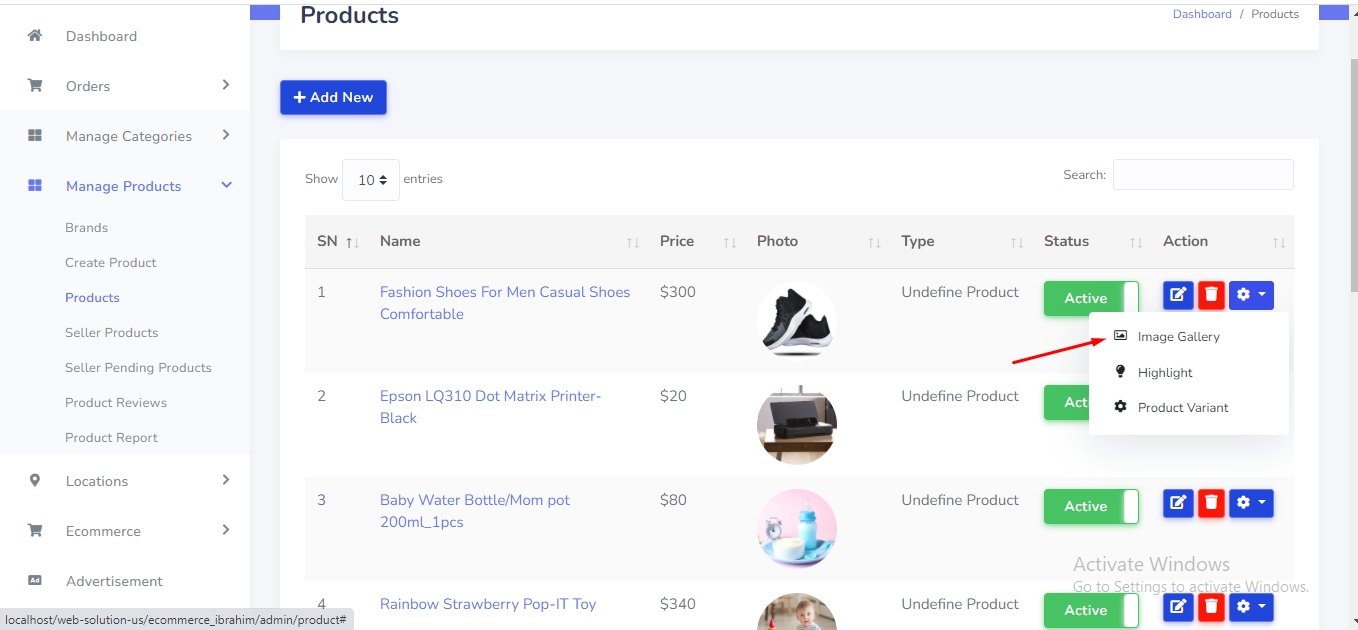 Products
Dashboard / Products
Dashboard
Orders
Manage Categories
Manage Products
Brands
Create Product
Products
Seller Products
Seller Pending Products
Product Reviews
Product Report
Locations
Ecommerce
Ad Advertisement
+ Add New
Show 10 entries
Search:
SN Name Price Photo Type Status Action
1 Fashion Shoes For Men Casual Shoes Comfortable $300 Undefine Product Active
Image Gallery
Highlight
Product Variant
2 Epson LQ310 Dot Matrix Printer-Black $20 Undefine Product Act
3 Baby Water Bottle/Mom pot 200ml_1pcs $80 Undefine Product Active
4 Rainbow Strawberry Pop-IT Toy $340 Undefine Product Active
Activate Windows
Go to Settings to activate Windows.
localhost/web-solution-us/ecommerce_ibrahim/admin/product#